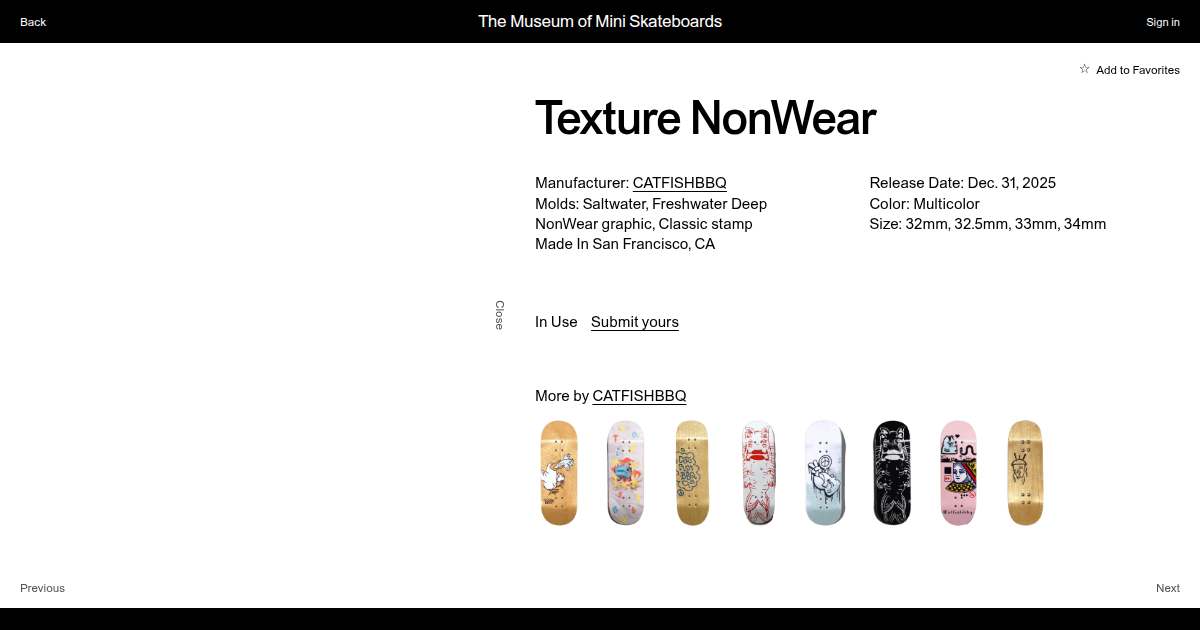 Back
The Museum of Mini Skateboards
Sign in
☆ Add to Favorites
Texture NonWear
Manufacturer: CATFISHBBQ
Molds: Saltwater, Freshwater Deep
NonWear graphic, Classic stamp
Made In San Francisco, CA
Release Date: Dec. 31, 2025
Color: Multicolor
Size: 32mm, 32.5mm, 33mm, 34mm
Close
In Use Submit yours
More by CATFISHBBQ
Previous
Next